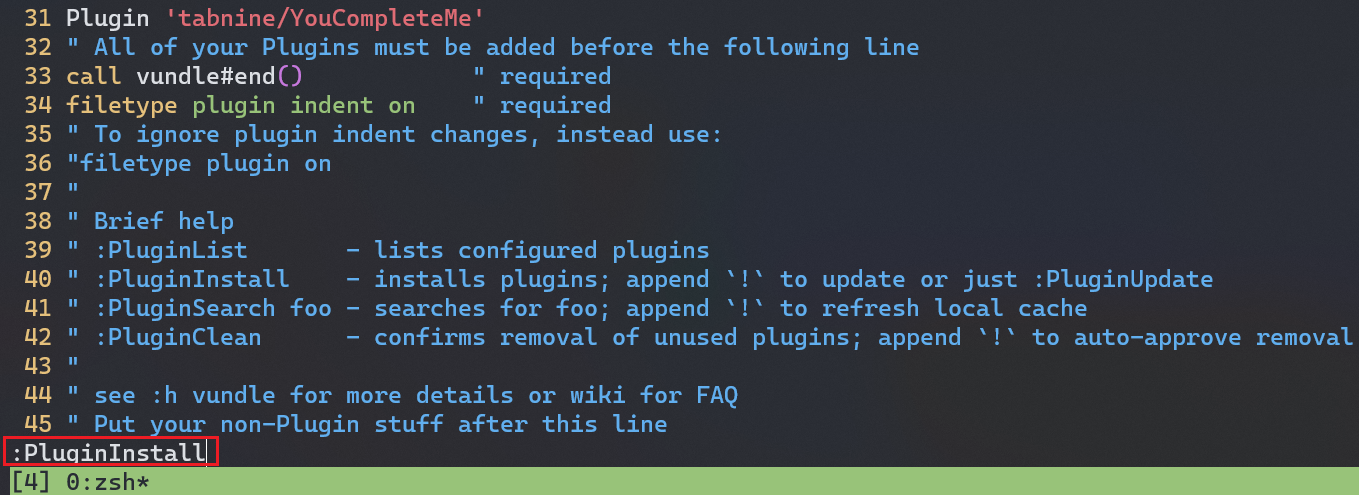 31 Plugin 'tabnine/YouCompleteMe'
32 " All of your Plugins must be added before the following line
33 call vundle#end()            " required
34 filetype plugin indent on    " required
35 " To ignore plugin indent changes, instead use:
36 "filetype plugin on
37 "
38 " Brief help
39 " :PluginList       - lists configured plugins
40 " :PluginInstall    - installs plugins; append `!` to update or just :PluginUpdate
41 " :PluginSearch foo - searches for foo; append `!` to refresh local cache
42 " :PluginClean      - confirms removal of unused plugins; append `!` to auto-approve removal
43 "
44 " see :h vundle for more details or wiki for FAQ
45 " Put your non-Plugin stuff after this line
:PluginInstall
[4] 0:zsh*